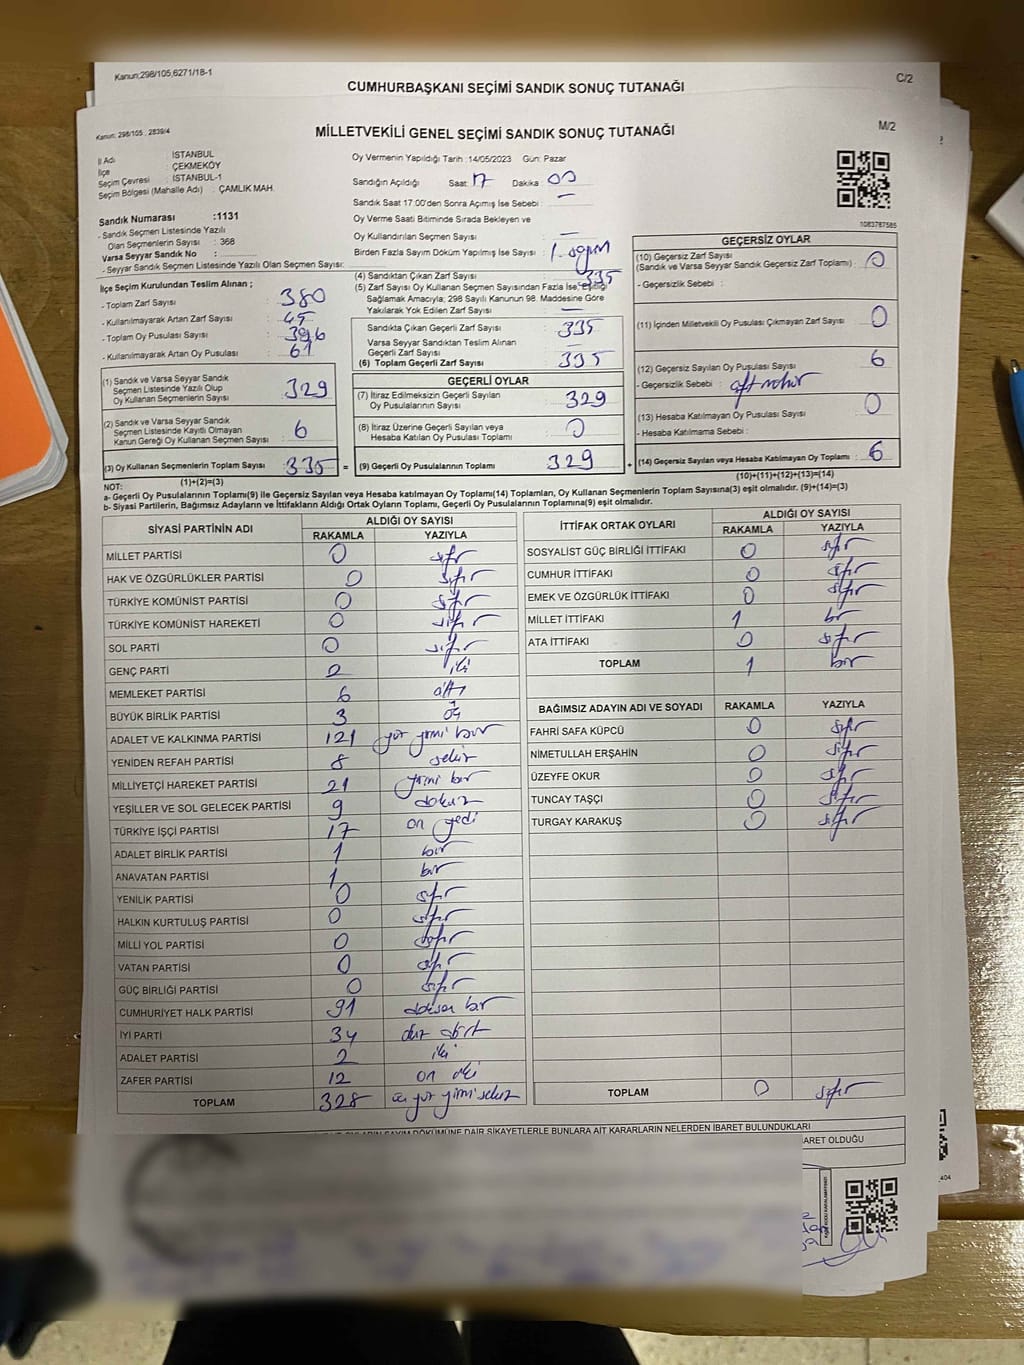 Kanun;298/105,6271/18-1
C/2
CUMHURBAŞKANI SEÇİMİ SANDIK SONUÇ TUTANAĞI
Kanun: 298/105 , 2839/4
M/2
MİLLETVEKİLİ GENEL SEÇİMİ SANDIK SONUÇ TUTANAĞI
İl Adı : İSTANBUL
İlçe : ÇEKMEKÖY
Seçim Çevresi : İSTANBUL-1
Seçim Bölgesi (Mahalle Adı) : ÇAMLIK MAH.
Sandık Numarası :1131
- Sandık Seçmen Listesinde Yazılı
Olan Seçmenlerin Sayısı : 368
Varsa Seyyar Sandık No :
- Seyyar Sandık Seçmen Listesinde Yazılı Olan Seçmen Sayısı:
İlçe Seçim Kurulundan Teslim Alınan ;
- Toplam Zarf Sayısı : 380
- Kullanılmayarak Artan Zarf Sayısı : 45
- Toplam Oy Pusulası Sayısı : 396
- Kullanılmayarak Artan Oy Pusulası : 61
(1) Sandık ve Varsa Seyyar Sandık
Seçmen Listesinde Yazılı Olup
Oy Kullanan Seçmenlerin Sayısı : 329
(2) Sandık ve Varsa Seyyar Sandık
Seçmen Listesinde Kayıtlı Olmayan
Kanun Gereği Oy Kullanan Seçmen Sayısı : 6
(3) Oy Kullanan Seçmenlerin Toplam Sayısı : 335 =
(1)+(2)=(3)
Oy Vermenin Yapıldığı Tarih :14/05/2023 Gün: Pazar
Sandığın Açıldığı Saat: 17 Dakika : 00
Sandık Saat 17.00'den Sonra Açımış İse Sebebi : —
Oy Verme Saati Bitiminde Sırada Bekleyen ve
Oy Kullandırılan Seçmen Sayısı : —
Birden Fazla Sayım Döküm Yapılmış İse Sayısı : 1. sayım
(4) Sandıktan Çıkan Zarf Sayısı : 335
(5) Zarf Sayısı Oy Kullanan Seçmen Sayısından Fazla İse, eşitliği
Sağlamak Amacıyla; 298 Sayılı Kanunun 98. Maddesine Göre
Yakılarak Yok Edilen Zarf Sayısı : —
Sandıkta Çıkan Geçerli Zarf Sayısı : 335
Varsa Seyyar Sandıktan Teslim Alınan
Geçerli Zarf Sayısı :
(6) Toplam Geçerli Zarf Sayısı : 335
GEÇERLİ OYLAR
(7) İtiraz Edilmeksizin Geçerli Sayılan
Oy Pusulalarının Sayısı : 329
(8) İtiraz Üzerine Geçerli Sayılan veya
Hesaba Katılan Oy Pusulası Toplamı : 0
(9) Geçerli Oy Pusulalarının Toplamı : 329 +
1083787585
GEÇERSİZ OYLAR
(10) Geçersiz Zarf Sayısı
(Sandık ve Varsa Seyyar Sandık Geçersiz Zarf Toplamı) : 0
- Geçersizlik Sebebi :
(11) İçinden Milletvekili Oy Pusulası Çıkmayan Zarf Sayısı : 0
(12) Geçersiz Sayılan Oy Pusulası Sayısı : 6
- Geçersizlik Sebebi :
(13) Hesaba Katılmayan Oy Pusulası Sayısı : 0
- Hesaba Katılmama Sebebi :
(14) Geçersiz Sayılan veya Hesaba Katılmayan Oy Toplamı : 6
(10)+(11)+(12)+(13)=(14)
NOT:
a- Geçerli Oy Pusulalarının Toplamı(9) ile Geçersiz Sayılan veya Hesaba katılmayan Oy Toplamı(14) Toplamları, Oy Kullanan Seçmenlerin Toplam Sayısına(3) eşit olmalıdır. (9)+(14)=(3)
b- Siyasi Partilerin, Bağımsız Adayların ve İttifakların Aldığı Ortak Oyların Toplamı, Geçerli Oy Pusulalarının Toplamına(9) eşit olmalıdır.
SİYASİ PARTİNİN ADI ALDIĞI OY SAYISI
RAKAMLA YAZIYLA
MİLLET PARTİSİ 0 sıfır
HAK VE ÖZGÜRLÜKLER PARTİSİ 0 sıfır
TÜRKİYE KOMÜNİST PARTİSİ 0 sıfır
TÜRKİYE KOMÜNİST HAREKETİ 0 sıfır
SOL PARTİ 0 sıfır
GENÇ PARTİ 2 iki
MEMLEKET PARTİSİ 6 altı
BÜYÜK BİRLİK PARTİSİ 3 üç
ADALET VE KALKINMA PARTİSİ 121 yüz yirmi bir
YENİDEN REFAH PARTİSİ 8 sekiz
MİLLİYETÇİ HAREKET PARTİSİ 21 yirmi bir
YEŞİLLER VE SOL GELECEK PARTİSİ 9 dokuz
TÜRKİYE İŞÇİ PARTİSİ 17 on yedi
ADALET BİRLİK PARTİSİ 1 bir
ANAVATAN PARTİSİ 1 bir
YENİLİK PARTİSİ 0 sıfır
HALKIN KURTULUŞ PARTİSİ 0 sıfır
MİLLİ YOL PARTİSİ 0 sıfır
VATAN PARTİSİ 0 sıfır
GÜÇ BİRLİĞİ PARTİSİ 0 sıfır
CUMHURİYET HALK PARTİSİ 91 doksan bir
İYİ PARTİ 34 otuz dört
ADALET PARTİSİ 2 iki
ZAFER PARTİSİ 12 on iki
TOPLAM 328 üç yüz yirmi sekiz
İTTİFAK ORTAK OYLARI ALDIĞI OY SAYISI
RAKAMLA YAZIYLA
SOSYALİST GÜÇ BİRLİĞİ İTTİFAKI 0 sıfır
CUMHUR İTTİFAKI 0 sıfır
EMEK VE ÖZGÜRLÜK İTTİFAKI 0 sıfır
MİLLET İTTİFAKI 1 bir
ATA İTTİFAKI 0 sıfır
TOPLAM 1 bir
BAĞIMSIZ ADAYIN ADI VE SOYADI RAKAMLA YAZIYLA
FAHRİ SAFA KÜPCÜ 0 sıfır
NİMETULLAH ERŞAHİN 0 sıfır
ÜZEYFE OKUR 0 sıfır
TUNCAY TAŞÇI 0 sıfır
TURGAY KARAKUŞ 0 sıfır
TOPLAM 0 sıfır
SAYIM DÖKÜMÜNE DAİR ŞİKAYETLERLE BUNLARA AİT KARARLARIN NELERDEN İBARET BULUNDUKLARI
BARET OLDUĞU
404